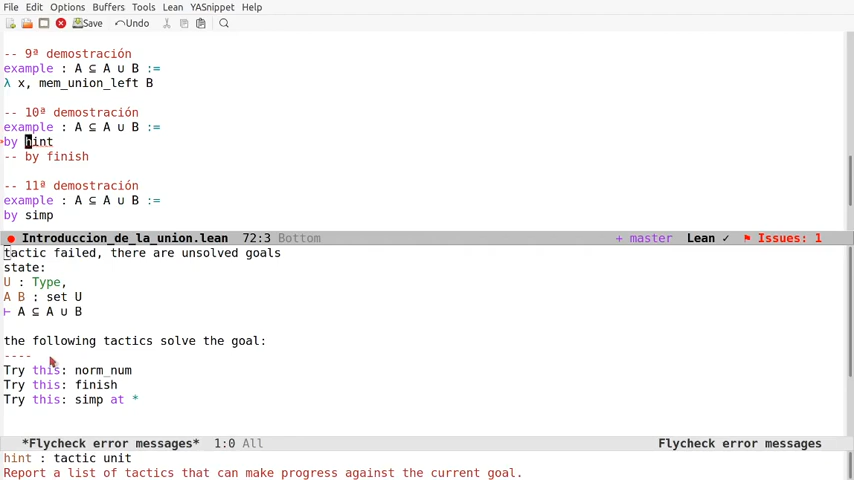 File Edit Options Buffers Tools Lean YASnippet Help
Save Undo
-- 9ª demostración
example : A ⊆ A ∪ B :=
λ x, mem_union_left B
-- 10ª demostración
example : A ⊆ A ∪ B :=
by hint
-- by finish
-- 11ª demostración
example : A ⊆ A ∪ B :=
by simp
Introduccion_de_la_union.lean 72:3 Bottom + master Lean ✓ Issues: 1
tactic failed, there are unsolved goals
state:
U : Type,
A B : set U
⊢ A ⊆ A ∪ B
the following tactics solve the goal:
----
Try this: norm_num
Try this: finish
Try this: simp at *
*Flycheck error messages* 1:0 All Flycheck error messages
hint : tactic unit
Report a list of tactics that can make progress against the current goal.